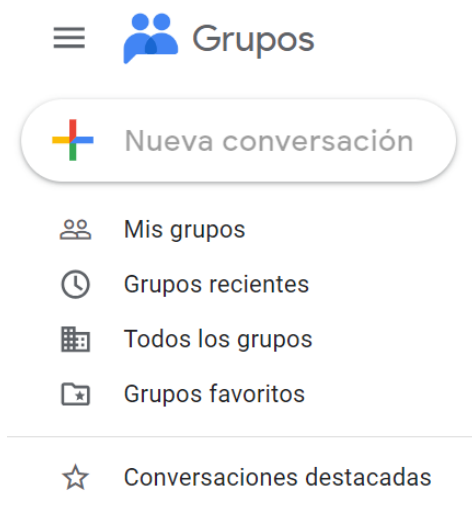 Grupos
Nueva conversación
Mis grupos
Grupos recientes
Todos los grupos
Grupos favoritos
Conversaciones destacadas